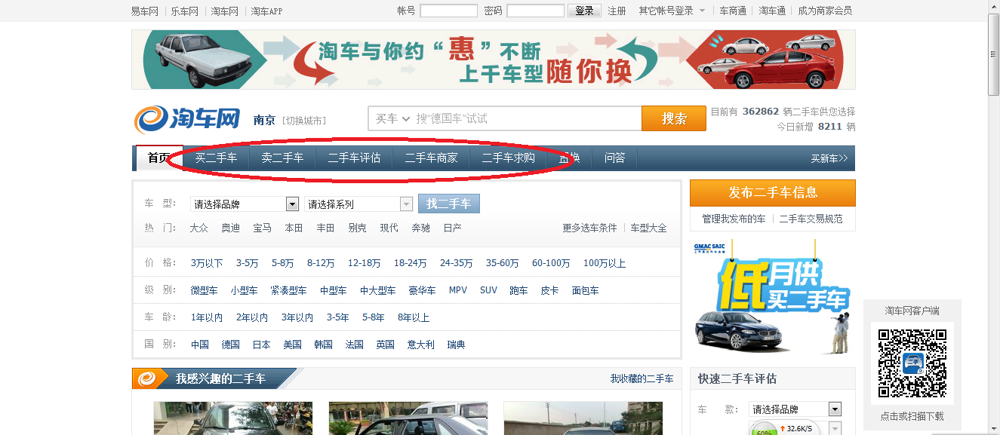 易车网 乐车网 淘车网 淘车APP 帐号 密码 登录 注册 其它帐号登录 车商通 淘车通 成为商家会员
淘车与你约“惠”不断
上千车型随你换
淘车网 南京 [切换城市] 买车 搜“德国车”试试 搜索 目前有 362862 辆二手车供您选择
今日新增 8211 辆
首页 买二手车 卖二手车 二手车评估 二手车商家 二手车求购 置换 问答 买新车>>
车 型: 请选择品牌 请选择系列 找二手车
热 门: 大众 奥迪 宝马 本田 丰田 别克 现代 奔驰 日产 更多选车条件 车型大全
价 格: 3万以下 3-5万 5-8万 8-12万 12-18万 18-24万 24-35万 35-60万 60-100万 100万以上
级 别: 微型车 小型车 紧凑型车 中型车 中大型车 豪华车 MPV SUV 跑车 皮卡 面包车
车 龄: 1年以内 2年以内 3年以内 3-5年 5-8年 8年以上
国 别: 中国 德国 日本 美国 韩国 法国 英国 意大利 瑞典
发布二手车信息
管理我发布的车 二手车交易规范
GMAC SAIC
低月供
买二手车
淘车网客户端
点击或扫描下载
我感兴趣的二手车 我收藏的二手车
快速二手车评估
车 款: 请选择品牌
60% 32.6K/S